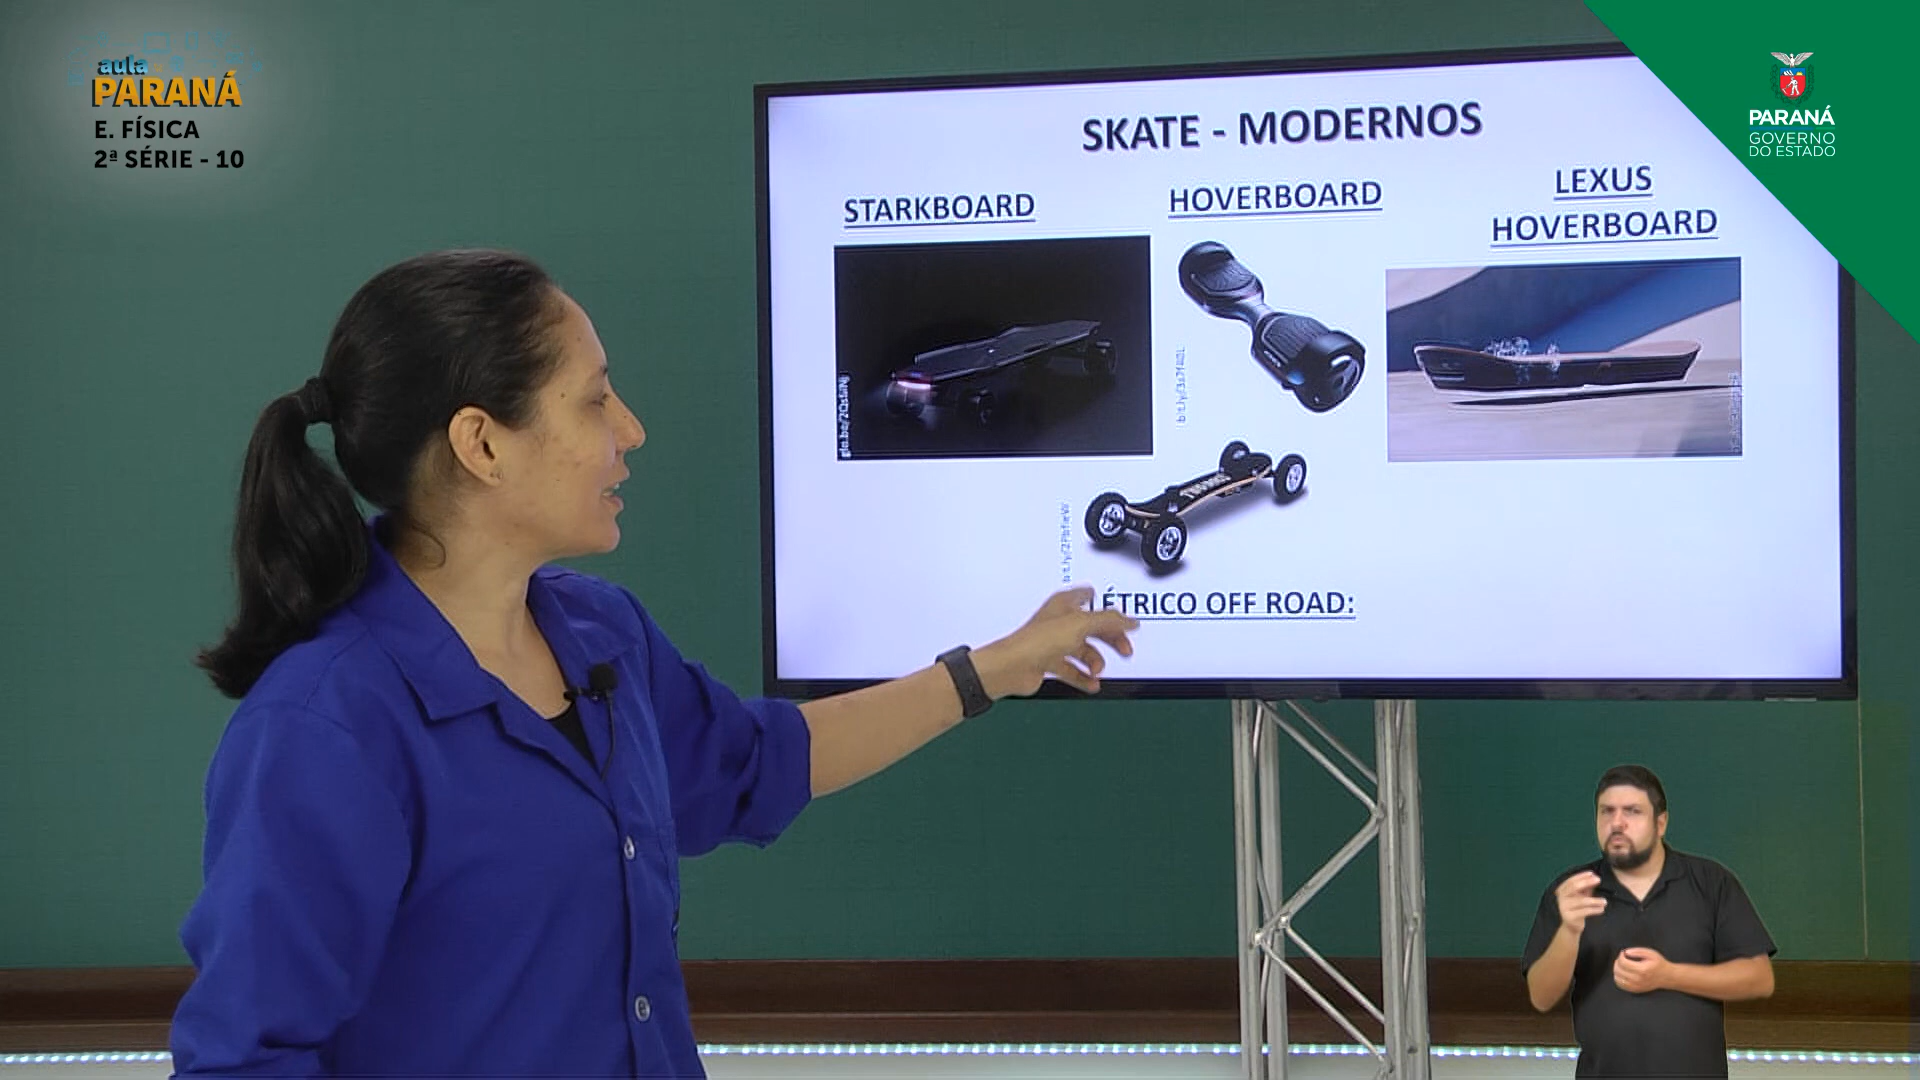 aula
PARANÁ
E. FÍSICA
2ª SÉRIE - 10
PARANÁ
GOVERNO
DO ESTADO
SKATE - MODERNOS
STARKBOARD
HOVERBOARD
LEXUS
HOVERBOARD
LÉTRICO OFF ROAD: